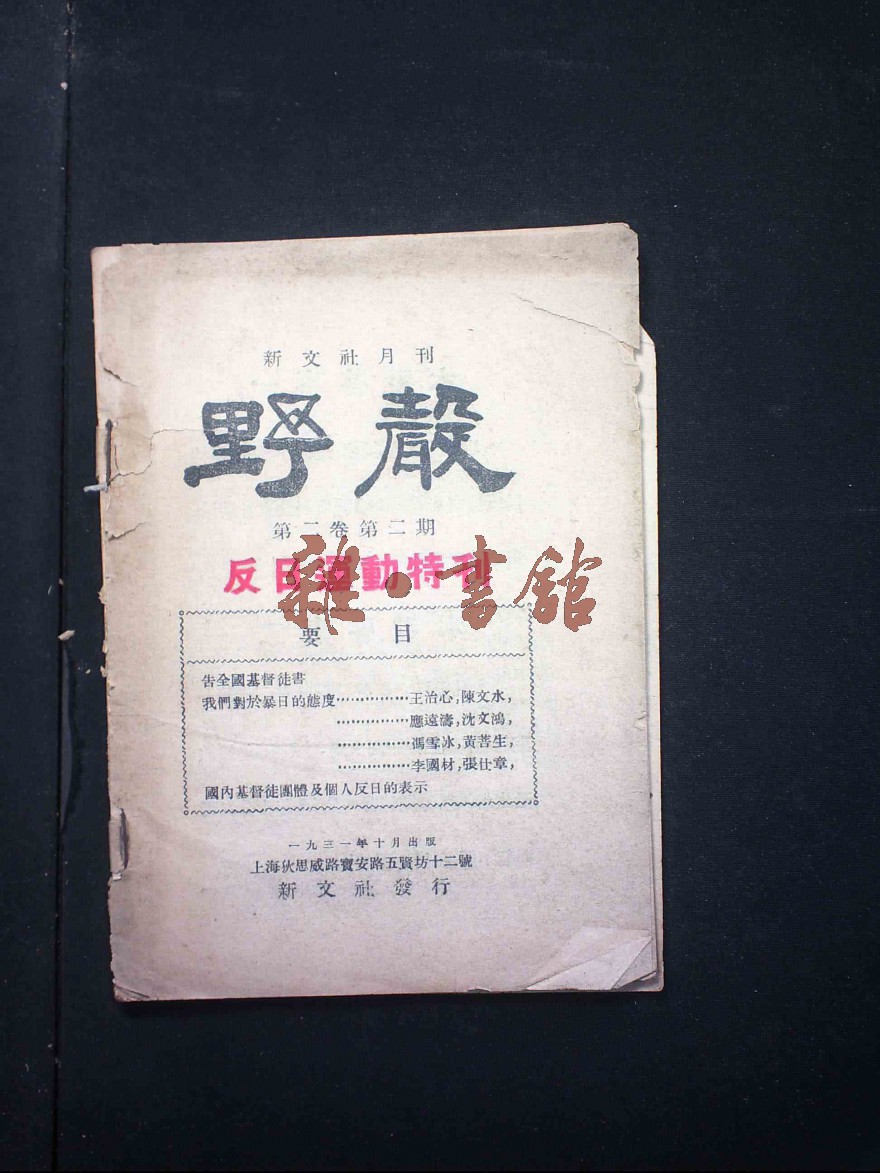 新文社月刊
野聲
第二卷第二期
反日運動特刊
雜·書館
要目
告全國基督徒書
我們對於暴日的態度……………王治心，陳文水，
……………應遠濤，沈文鴻，
……………馮雪冰，黃菩生，
……………李國材，張仕章，
國內基督徒團體及個人反日的表示
一九三一年十月出版
上海狄思威路寶安路五賢坊十二號
新文社發行